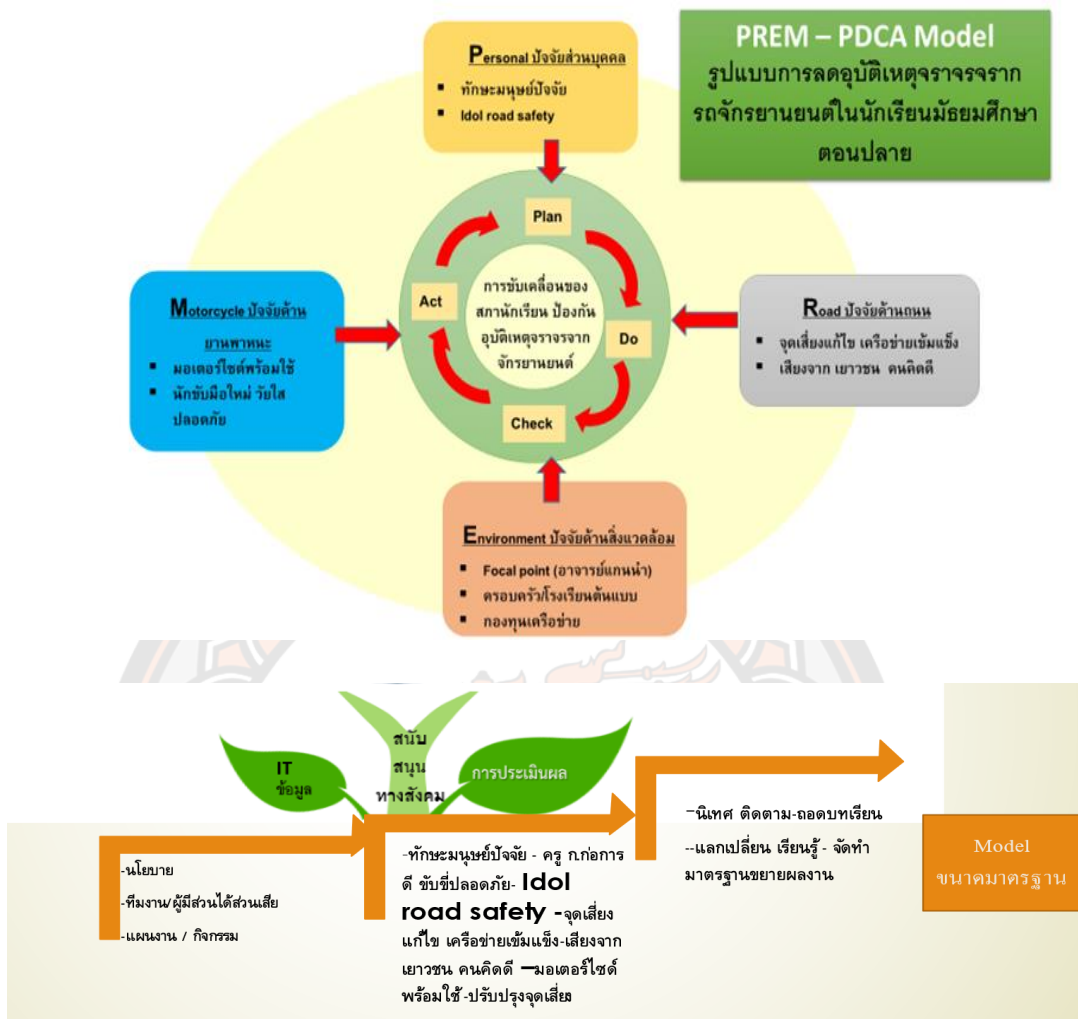 PREM – PDCA Model
รูปแบบการลดอุบัติเหตุจราจรจราก
รถจักรยานยนต์ในนักเรียนมัธยมศึกษา
ตอนปลาย
Personal ปัจจัยส่วนบุคคล
▪ ทักษะมนุษย์ปัจจัย
▪ Idol road safety
Plan
Act
Do
Check
การขับเคลื่อนของ
สภานักเรียน ป้องกัน
อุบัติเหตุจราจรจาก
จักรยานยนต์
Motorcycle ปัจจัยด้าน
ยานพาหนะ
▪ มอเตอร์ไซด์พร้อมใช้
▪ นักขับมือใหม่ วัยใส
ปลอดภัย
Road ปัจจัยด้านถนน
▪ จุดเสี่ยงแก้ไข เครือข่ายเข้มแข็ง
▪ เสียงจาก เยาวชน คนคิดดี
Environment ปัจจัยด้านสิ่งแวดล้อม
▪ Focal point (อาจารย์แกนนำ)
▪ ครอบครัว/โรงเรียนต้นแบบ
▪ กองทุนเครือข่าย
IT
ข้อมูล
สนับ
สนุน
ทางสังคม
การประเมินผล
-นโยบาย
-ทีมงาน/ผู้มีส่วนได้ส่วนเสีย
-แผนงาน / กิจกรรม
-ทักษะมนุษย์ปัจจัย - ครู ก.ก่อการ
ดี ขับขี่ปลอดภัย- Idol
road safety -จุดเสี่ยง
แก้ไข เครือข่ายเข้มแข็ง-เสียงจาก
เยาวชน คนคิดดี –มอเตอร์ไซด์
พร้อมใช้ -ปรับปรุงจุดเสี่ยง
–นิเทศ ติดตาม-ถอดบทเรียน
--แลกเปลี่ยน เรียนรู้ - จัดทำ
มาตรฐานขยายผลงาน
Model
ขนาดมาตรฐาน